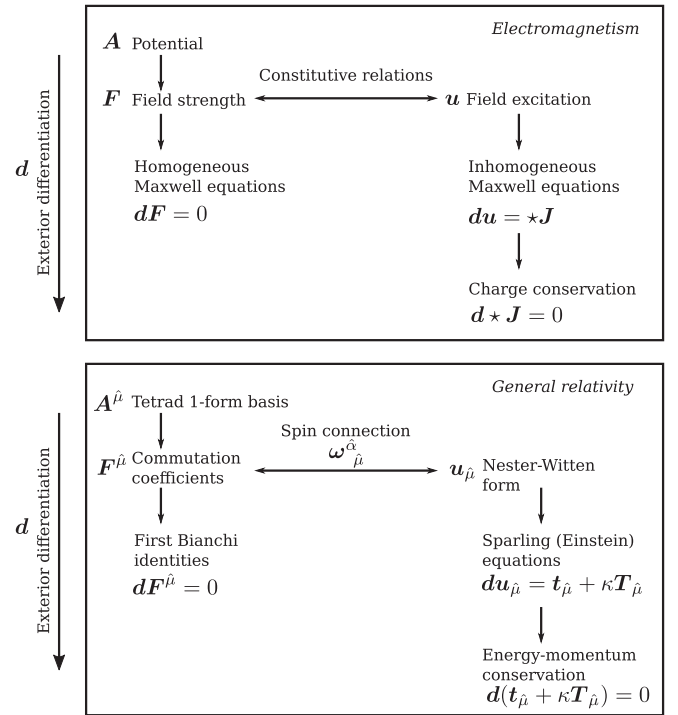 Electromagnetism
A Potential
Constitutive relations
F Field strength
u Field excitation
d
Exterior differentiation
Homogeneous
Maxwell equations
dF = 0
Inhomogeneous
Maxwell equations
du = ⋆J
Charge conservation
d ⋆ J = 0
General relativity
A^μ̂ Tetrad 1-form basis
Spin connection
ω^α̂_μ̂
F^μ̂ Commutation
coefficients
u_μ̂ Nester-Witten
form
d
Exterior differentiation
First Bianchi
identities
dF^μ̂ = 0
Sparling (Einstein)
equations
du_μ̂ = t_μ̂ + κT_μ̂
Energy-momentum
conservation
d(t_μ̂ + κT_μ̂) = 0